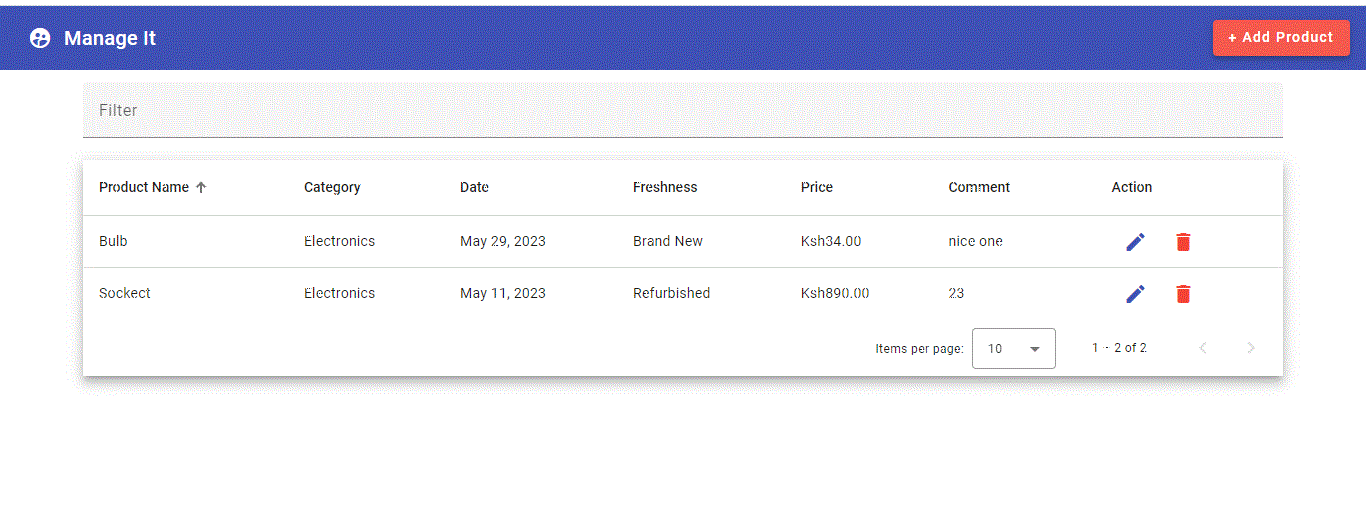 Manage It
+ Add Product
Filter
Product Name Category Date Freshness Price Comment Action
Bulb Electronics May 29, 2023 Brand New Ksh34.00 nice one
Sockect Electronics May 11, 2023 Refurbished Ksh890.00 23
Items per page: 10 1 - 2 of 2